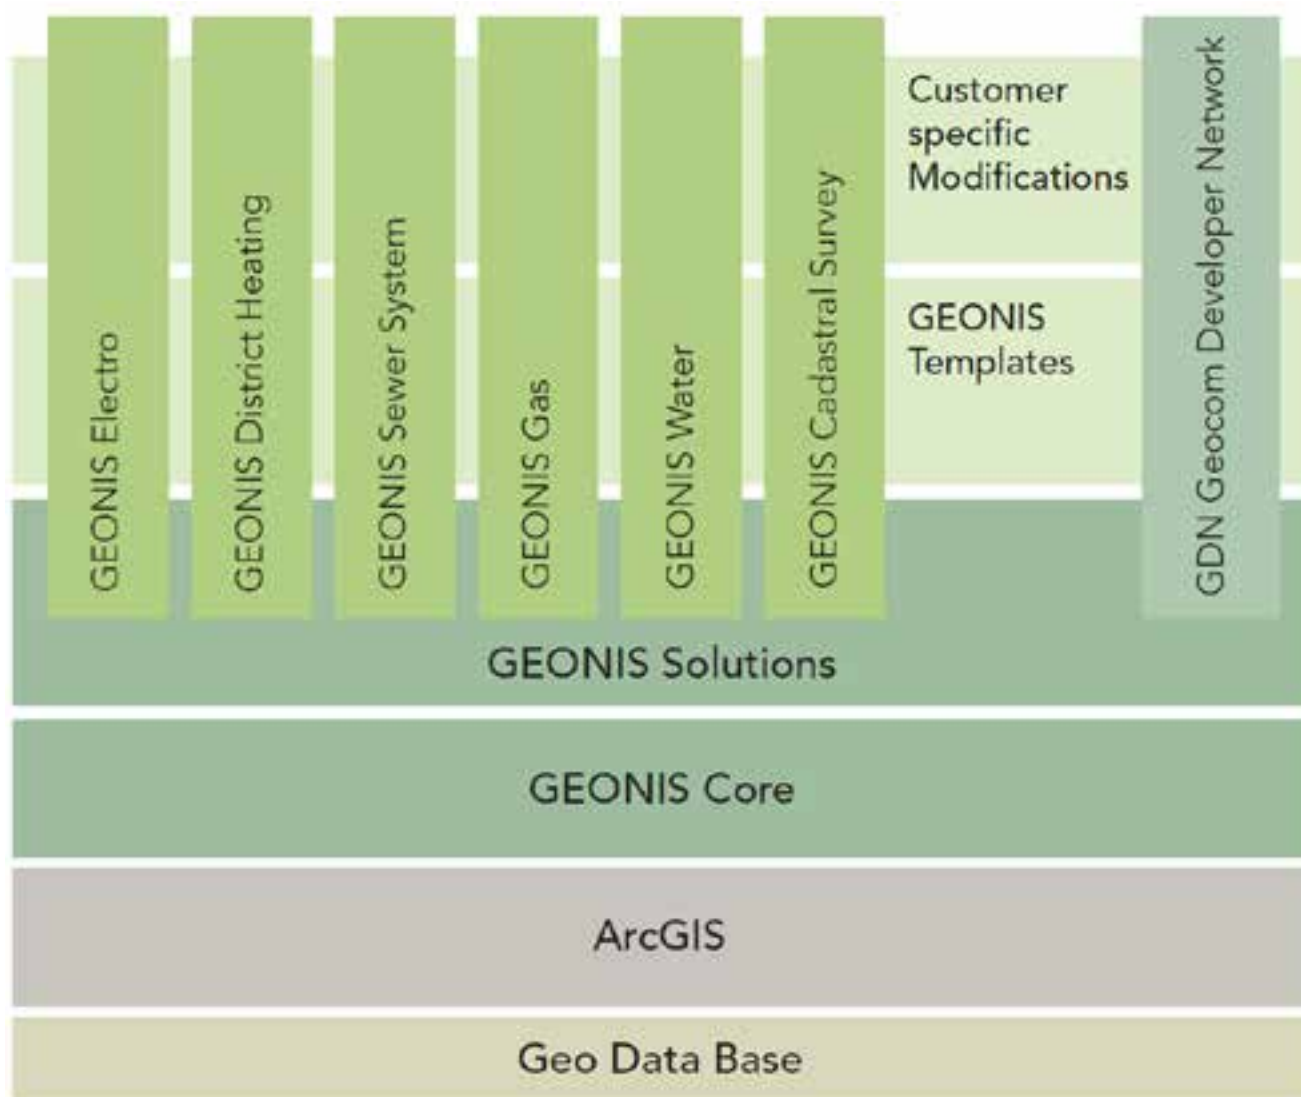 GEONIS Electro
GEONIS District Heating
GEONIS Sewer System
GEONIS Gas
GEONIS Water
GEONIS Cadastral Survey
Customer
specific
Modifications
GEONIS
Templates
GDN Geocom Developer Network
GEONIS Solutions
GEONIS Core
ArcGIS
Geo Data Base